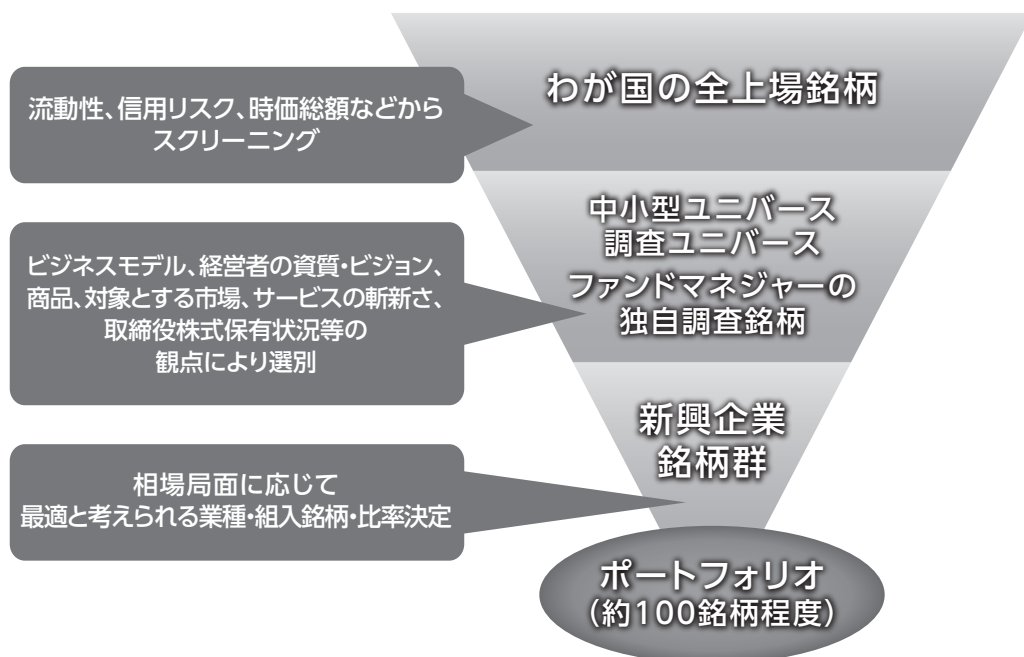 わが国の全上場銘柄
流動性、信用リスク、時価総額などから
スクリーニング
中小型ユニバース
調査ユニバース
ファンドマネジャーの
独自調査銘柄
ビジネスモデル、経営者の資質・ビジョン、
商品、対象とする市場、サービスの斬新さ、
取締役株式保有状況等の
観点により選別
新興企業
銘柄群
相場局面に応じて
最適と考えられる業種・組入銘柄・比率決定
ポートフォリオ
（約100銘柄程度）